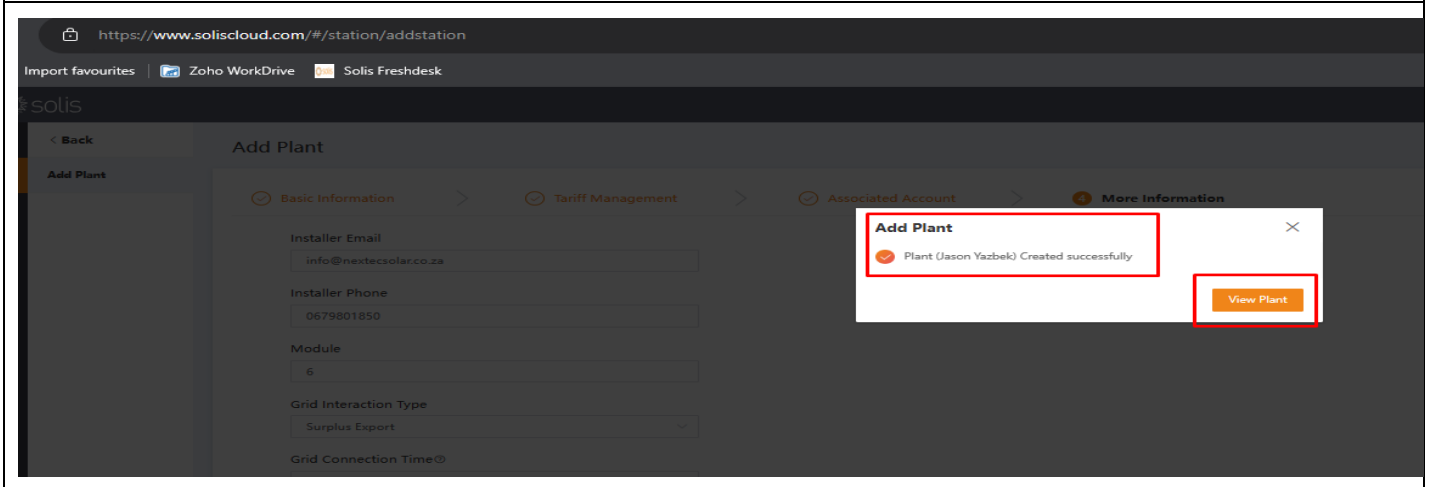 https://www.soliscloud.com/#/station/addstation
Import favourites Zoho WorkDrive Solis Freshdesk
solis
< Back
Add Plant
Add Plant
Basic Information > Tariff Management > Associated Account > 4 More Information
Installer Email
info@nextecsolar.co.za
Installer Phone
0679801850
Module
6
Grid Interaction Type
Surplus Export
Grid Connection Time
Add Plant
Plant (Jason Yazbek) Created successfully
View Plant